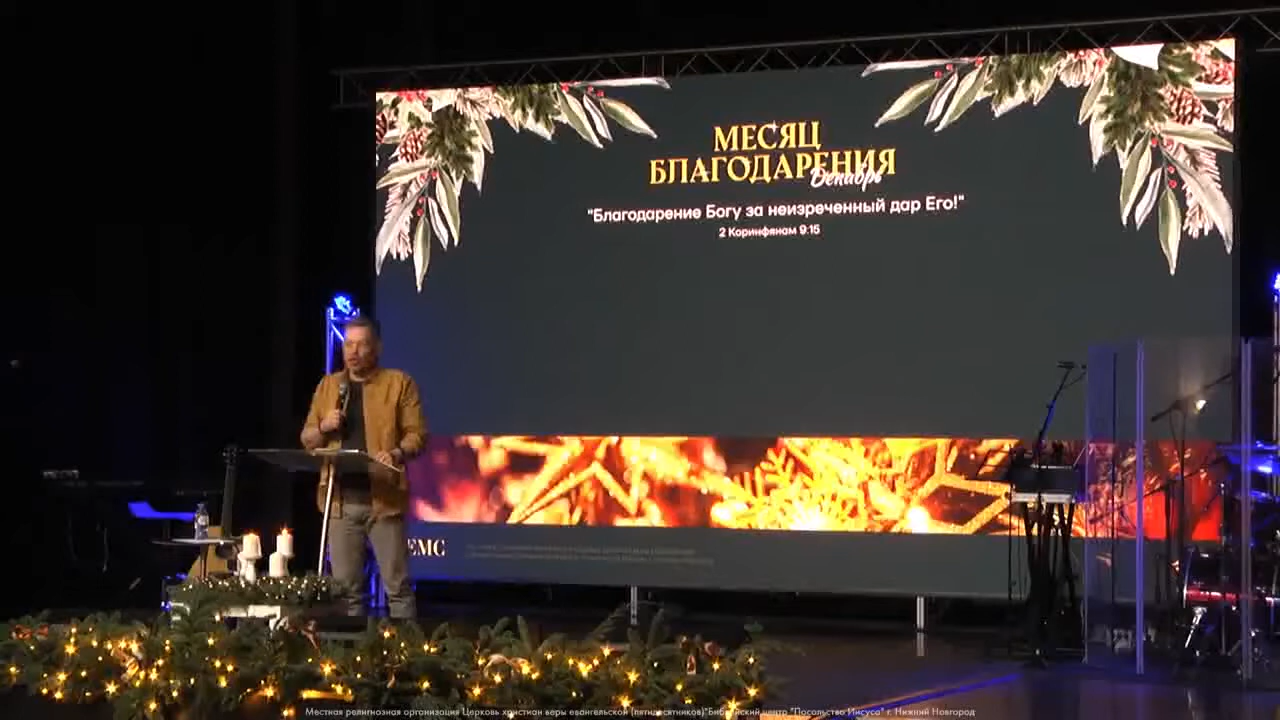 МЕСЯЦ
БЛАГОДАРЕНИЯ
Декабрь
"Благодарение Богу за неизреченный дар Его!"
2 Коринфянам 9:15
ЕМС
Местная религиозная организация Церковь христиан веры евангельской (пятидесятников)"Библейский центр "Посольство Иисуса" г. Нижний Новгород